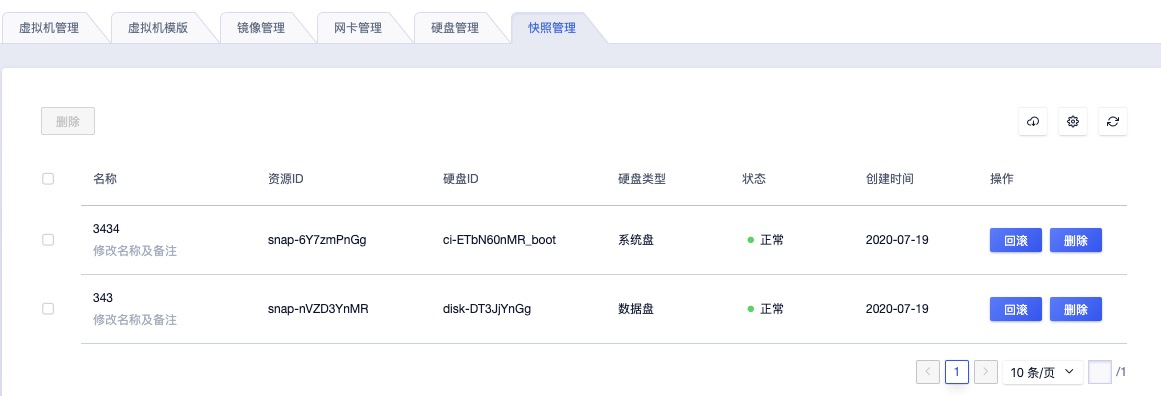 虚拟机管理 虚拟机模版 镜像管理 网卡管理 硬盘管理 快照管理
删除
名称 资源ID 硬盘ID 硬盘类型 状态 创建时间 操作
3434
修改名称及备注
snap-6Y7zmPnGg ci-ETbN60nMR_boot 系统盘 正常 2020-07-19 回滚 删除
343
修改名称及备注
snap-nVZD3YnMR disk-DT3JjYnGg 数据盘 正常 2020-07-19 回滚 删除
1 10 条/页 /1